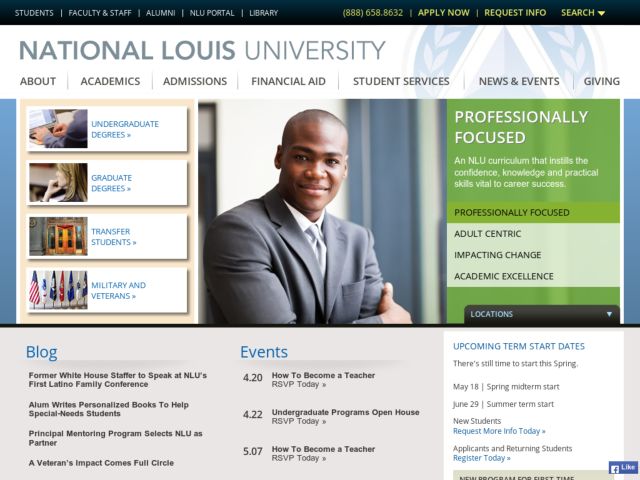 STUDENTS | FACULTY & STAFF | ALUMNI | NLU PORTAL | LIBRARY
(888) 658.8632 | APPLY NOW | REQUEST INFO SEARCH
NATIONAL LOUIS UNIVERSITY
ABOUT ACADEMICS ADMISSIONS FINANCIAL AID STUDENT SERVICES NEWS & EVENTS GIVING
UNDERGRADUATE
DEGREES »
GRADUATE
DEGREES »
TRANSFER
STUDENTS »
MILITARY AND
VETERANS »
PROFESSIONALLY
FOCUSED
An NLU curriculum that instills the
confidence, knowledge and practical
skills vital to career success.
PROFESSIONALLY FOCUSED
ADULT CENTRIC
IMPACTING CHANGE
ACADEMIC EXCELLENCE
LOCATIONS
Blog
Former White House Staffer to Speak at NLU's
First Latino Family Conference
Alum Writes Personalized Books To Help
Special-Needs Students
Principal Mentoring Program Selects NLU as
Partner
A Veteran's Impact Comes Full Circle
Events
4.20 How To Become a Teacher
RSVP Today »
4.22 Undergraduate Programs Open House
RSVP Today »
5.07 How To Become a Teacher
RSVP Today »
UPCOMING TERM START DATES
There's still time to start this Spring.
May 18 | Spring midterm start
June 29 | Summer term start
New Students
Request More Info Today »
Applicants and Returning Students
Register Today »
NEW PROGRAM FOR FIRST-TIME
Like